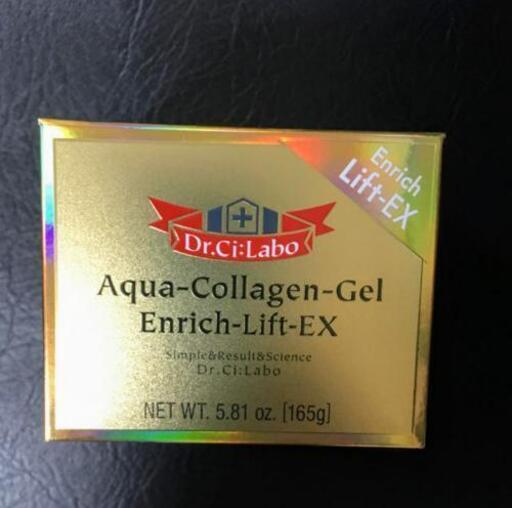 Enrich
Lift-EX
Dr.Ci:Labo
Aqua-Collagen-Gel
Enrich-Lift-EX
Simple&Result&Science
Dr.Ci:Labo
NET WT. 5.81 oz. [165g]